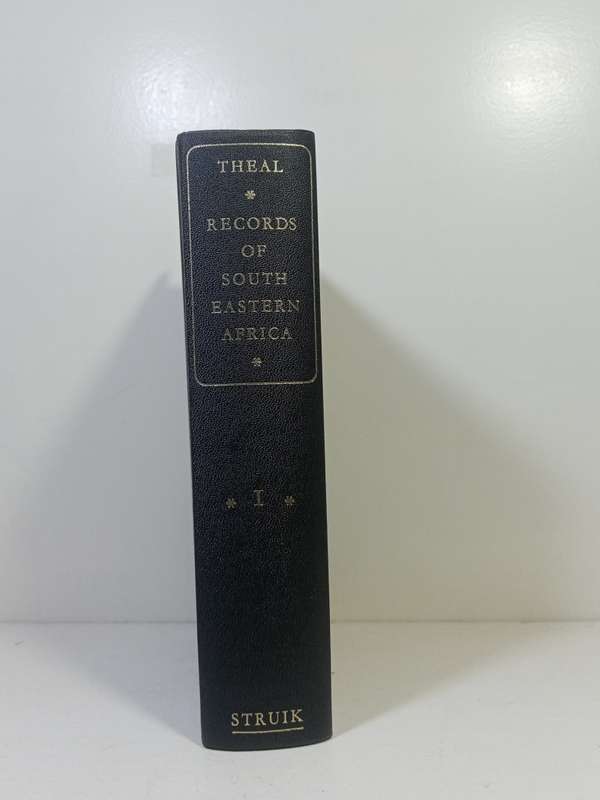 THEAL
*
RECORDS
OF
SOUTH
EASTERN
AFRICA
*
* I *
STRUIK